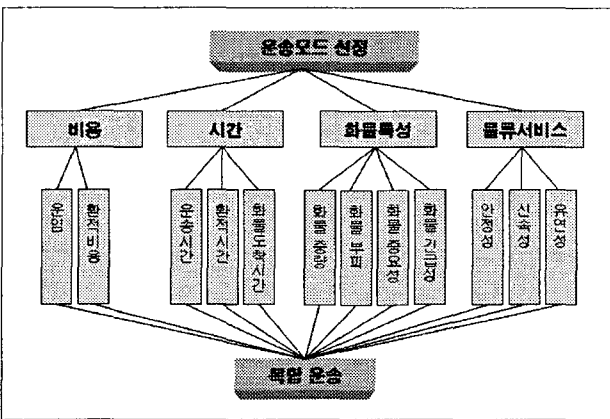 운송모드 선정
비용
시간
화물특성
물류서비스
운임
환적비용
운송시간
환적시간
화물도착시간
화물 중량
화물 부피
화물 중요성
화물 긴급성
안정성
신속성
유연성
복합 운송